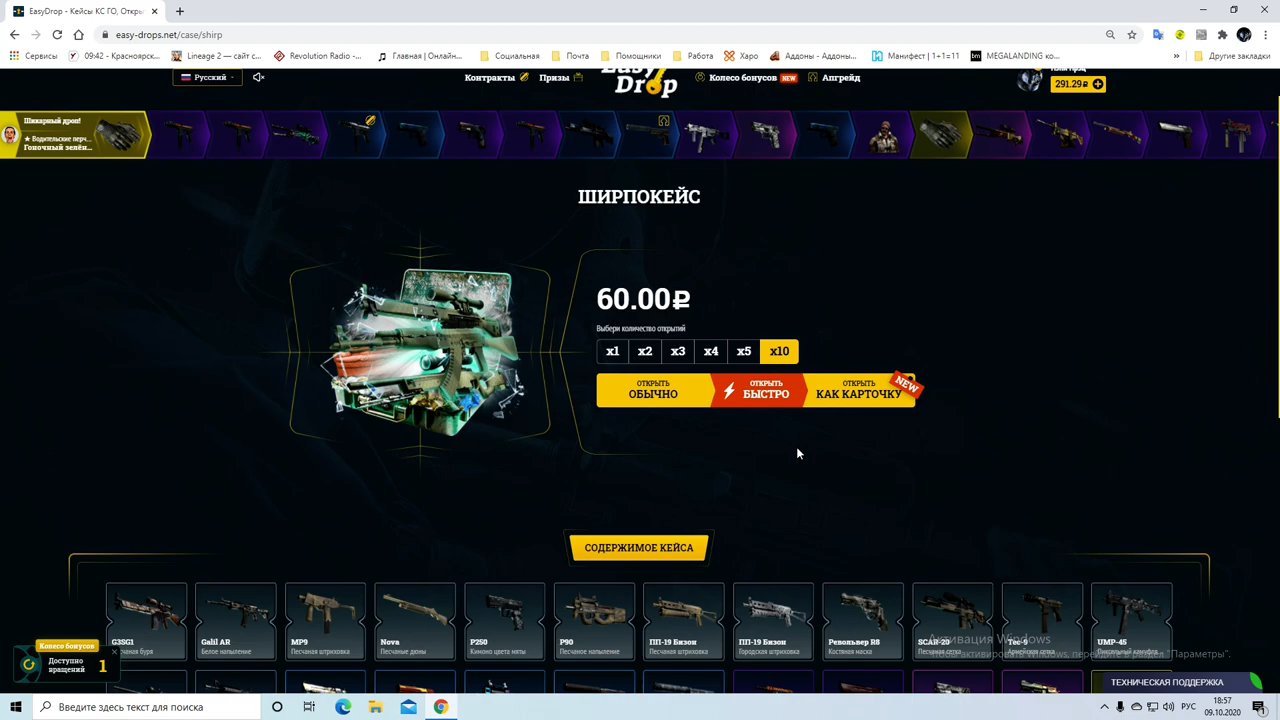 EasyDrop - Кейсы КС ГО, Откры
easy-drops.net/case/shirp
Сервисы
09:42 - Красноярск...
Lineage 2 — сайт с...
Revolution Radio -...
Главная | Онлайн...
Социальная
Почта
Помощники
Работа
Харо
Аддоны - Аддоны...
Манифест | 1+1=11
MEGALANDING ко...
Другие закладки
Русский
Контракты
Призы
Easy Drop
Колесо бонусов NEW
Апгрейд
291.29₽
Шикарный дроп!
★ Водительские перч...
Гоночный зелён...
ШИРПОКЕЙС
60.00₽
Выбери количество открытий
x1 x2 x3 x4 x5 x10
ОТКРЫТЬ ОБЫЧНО
ОТКРЫТЬ БЫСТРО
ОТКРЫТЬ КАК КАРТОЧКУ
NEW
СОДЕРЖИМОЕ КЕЙСА
G3SG1
Песчаная буря
Galil AR
Белое напыление
MP9
Песчаная штриховка
Nova
Песчаные дюны
P250
Кимоно цвета мяты
P90
Песчаное напыление
ПП-19 Бизон
Песчаная штриховка
ПП-19 Бизон
Городская штриховка
Револьвер R8
Костяная маска
SCAR-20
Песчаная сетка
Tec-9
Армейская сетка
UMP-45
Колесо бонусов
Доступно
вращений
1
Активация Windows
Чтобы активировать Windows, перейдите в раздел "Параметры".
ТЕХНИЧЕСКАЯ ПОДДЕРЖКА
Введите здесь текст для поиска
РУС
18:57
09.10.2020